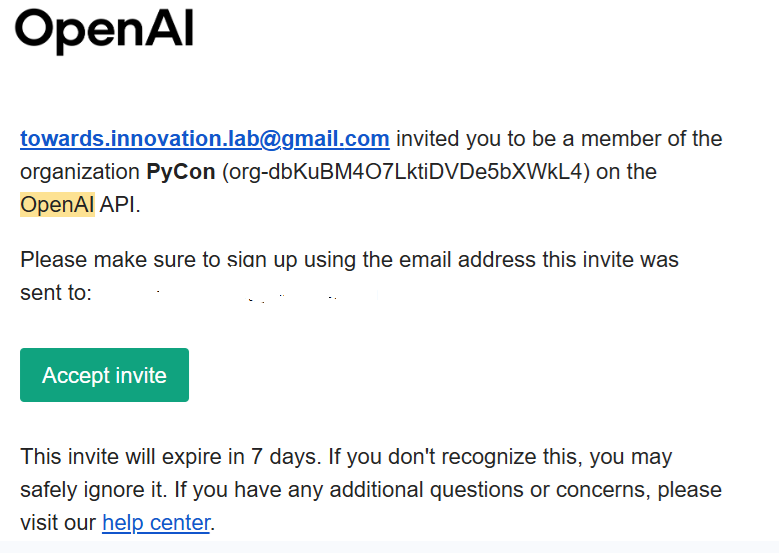 OpenAI
towards.innovation.lab@gmail.com invited you to be a member of the
organization PyCon (org-dbKuBM4O7LktiDVDe5bXWkL4) on the
OpenAI API.
Please make sure to sign up using the email address this invite was
sent to:
Accept invite
This invite will expire in 7 days. If you don't recognize this, you may
safely ignore it. If you have any additional questions or concerns, please
visit our help center.